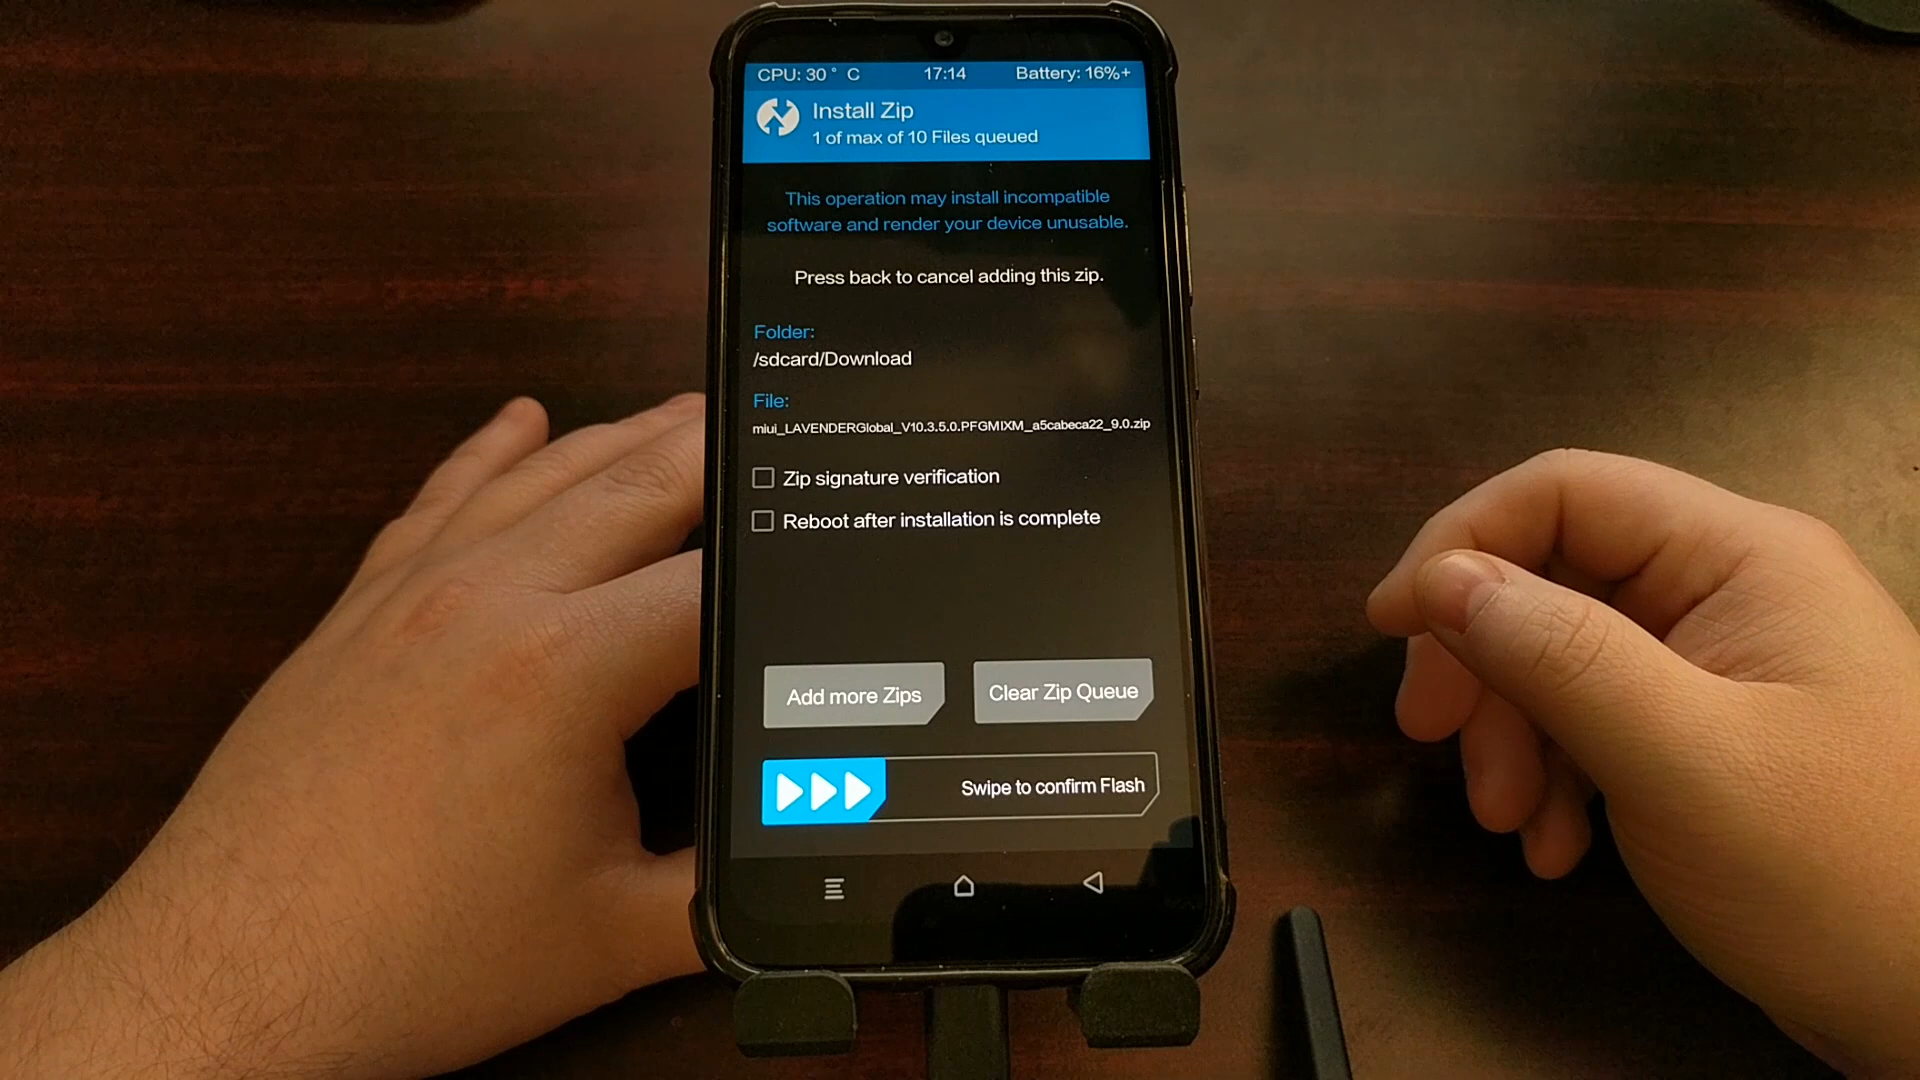 CPU: 30° C 17:14 Battery: 16%+
Install Zip
1 of max of 10 Files queued
This operation may install incompatible
software and render your device unusable.
Press back to cancel adding this zip.
Folder:
/sdcard/Download
File:
miui_LAVENDERGlobal_V10.3.5.0.PFGMIXM_a5cabeca22_9.0.zip
Zip signature verification
Reboot after installation is complete
Add more Zips Clear Zip Queue
Swipe to confirm Flash